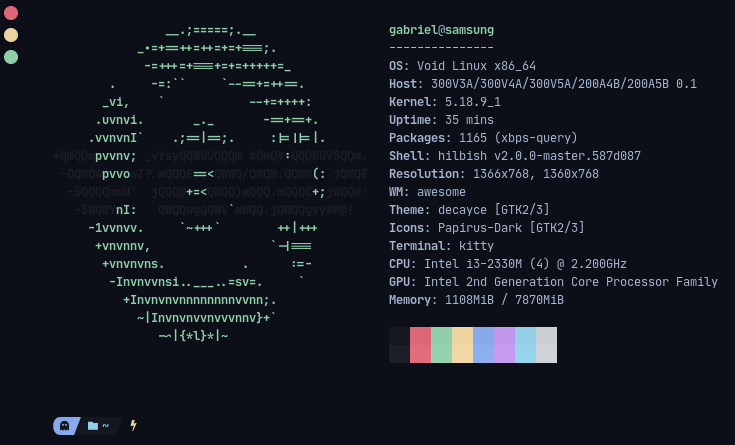 gabriel@samsung
---------------
OS: Void Linux x86_64
Host: 300V3A/300V4A/300V5A/200A4B/200A5B 0.1
Kernel: 5.18.9_1
Uptime: 35 mins
Packages: 1165 (xbps-query)
Shell: hilbish v2.0.0-master.587d087
Resolution: 1366x768, 1360x768
WM: awesome
Theme: decayce [GTK2/3]
Icons: Papirus-Dark [GTK2/3]
Terminal: kitty
CPU: Intel i3-2330M (4) @ 2.200GHz
GPU: Intel 2nd Generation Core Processor Family
Memory: 1108MiB / 7870MiB
~